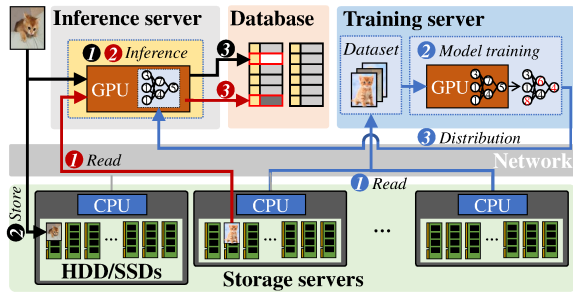 Inference server
Database
Training server
1 2 Inference
3
GPU
3
Dataset
2 Model training
GPU
3 Distribution
1 Read
Network
1 Read
2 Store
CPU
CPU
CPU
...
...
...
...
HDD/SSDs
Storage servers